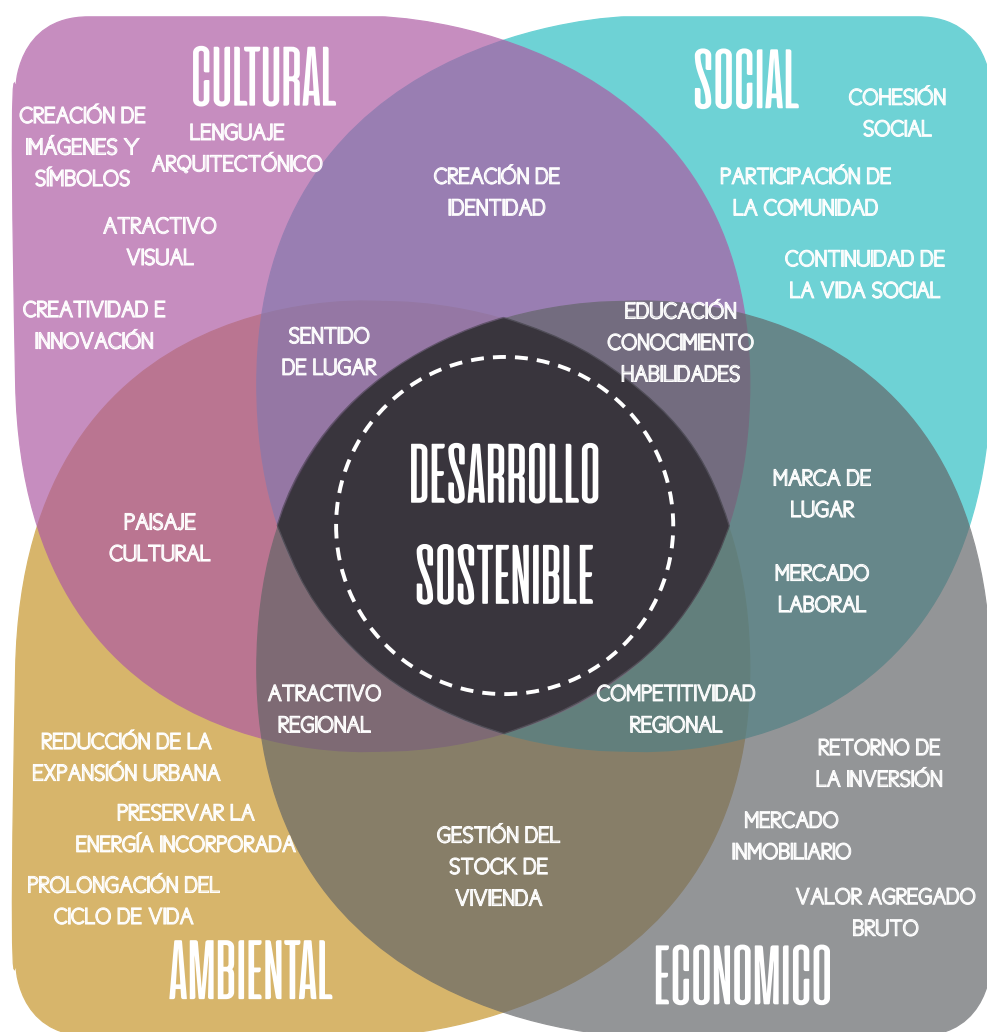 CULTURAL
CREACIÓN DE
IMÁGENES Y
SÍMBOLOS
LENGUAJE
ARQUITECTÓNICO
ATRACTIVO
VISUAL
CREATIVIDAD E
INNOVACIÓN
CREACIÓN DE
IDENTIDAD
SOCIAL
COHESIÓN
SOCIAL
PARTICIPACIÓN DE
LA COMUNIDAD
CONTINUIDAD DE
LA VIDA SOCIAL
SENTIDO
DE LUGAR
EDUCACIÓN
CONOCIMIENTO
HABILIDADES
DESARROLLO
SOSTENIBLE
PAISAJE
CULTURAL
MARCA DE
LUGAR
MERCADO
LABORAL
ATRACTIVO
REGIONAL
COMPETITIVIDAD
REGIONAL
REDUCCIÓN DE LA
EXPANSIÓN URBANA
PRESERVAR LA
ENERGÍA INCORPORADA
PROLONGACIÓN DEL
CICLO DE VIDA
AMBIENTAL
GESTIÓN DEL
STOCK DE
VIVIENDA
RETORNO DE
LA INVERSIÓN
MERCADO
INMOBILIARIO
VALOR AGREGADO
BRUTO
ECONOMICO